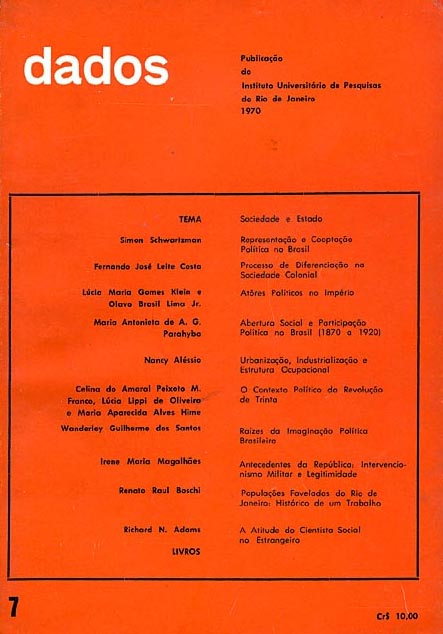 dados
Publicação
do
Instituto Universitário de Pesquisas
do Rio de Janeiro
1970
TEMA
Sociedade e Estado
Simon Schwartzman
Representação e Cooptação
Política no Brasil
Fernando José Leite Costa
Processo de Diferenciação na
Sociedade Colonial
Lúcia Maria Gomes Klein e
Olavo Brasil Lima Jr.
Atôres Políticos no Império
Maria Antonieta de A. G.
Parahyba
Abertura Social e Participação
Política no Brasil (1870 a 1920)
Nancy Aléssio
Urbanização, Industrialização e
Estrutura Ocupacional
Celina do Amaral Peixoto M.
Franco, Lúcia Lippi de Oliveira
e Maria Aparecida Alves Hime
O Contexto Político da Revolução
de Trinta
Wanderley Guilherme dos Santos
Raízes da Imaginação Política
Brasileira
Irene Maria Magalhães
Antecedentes da República: Intervencio-
nismo Militar e Legitimidade
Renato Raul Boschi
Populações Faveladas do Rio de
Janeiro: Histórico de um Trabalho
Richard N. Adams
A Atitude do Cientista Social
no Estrangeiro
LIVROS
7
Cr$ 10,00